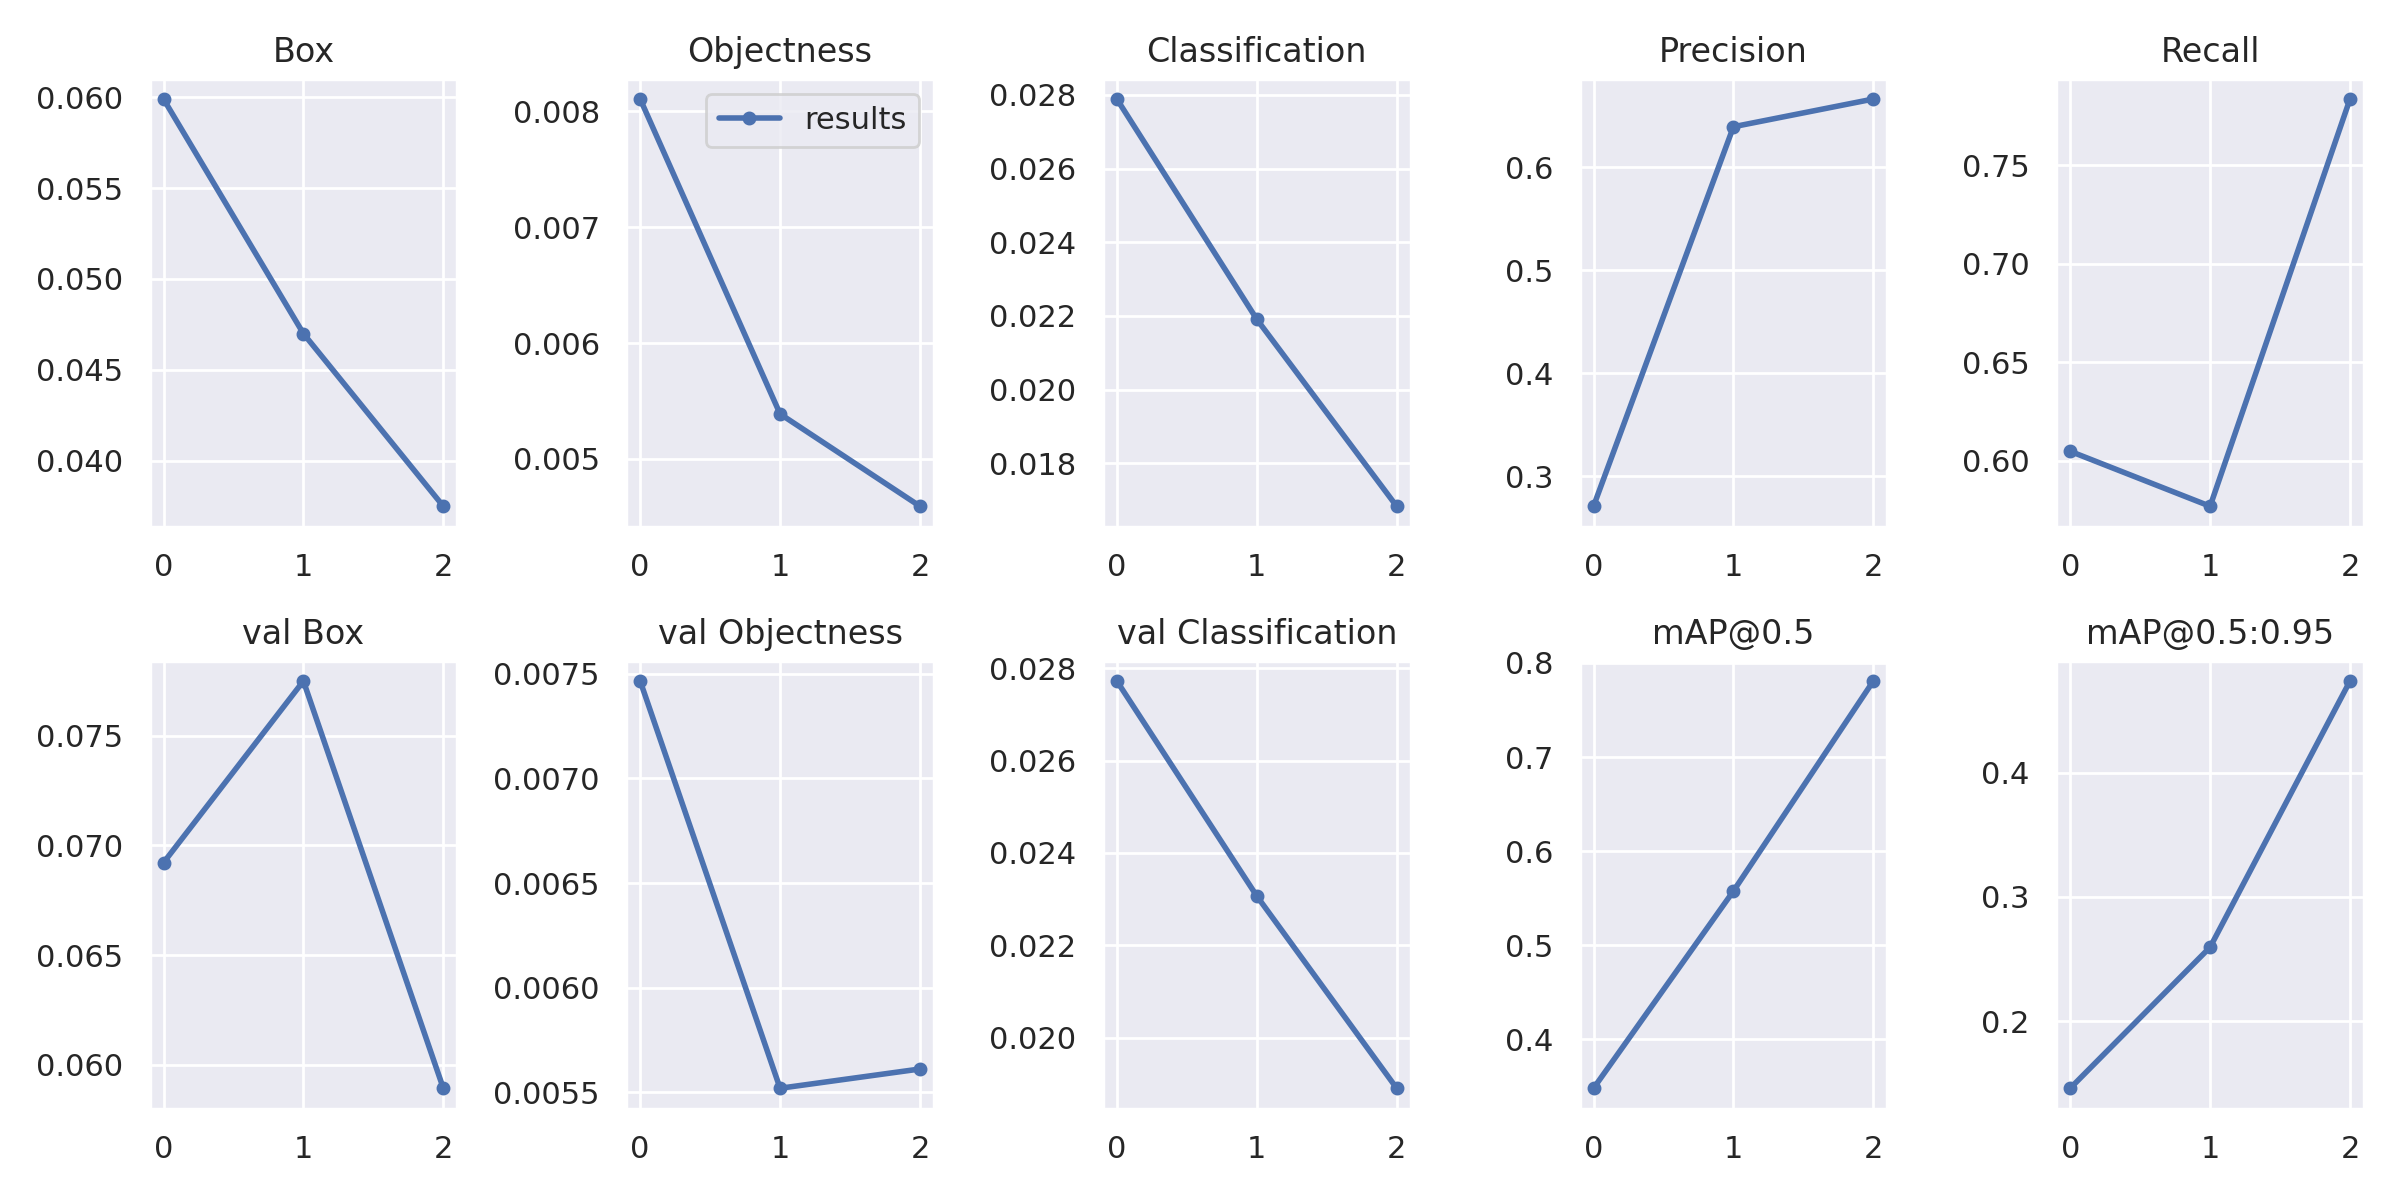 Box
0.060
0.055
0.050
0.045
0.040
0 1 2
Objectness
results
0.008
0.007
0.006
0.005
0 1 2
Classification
0.028
0.026
0.024
0.022
0.020
0.018
0 1 2
Precision
0.6
0.5
0.4
0.3
0 1 2
Recall
0.75
0.70
0.65
0.60
0 1 2
val Box
0.075
0.070
0.065
0.060
0 1 2
val Objectness
0.0075
0.0070
0.0065
0.0060
0.0055
0 1 2
val Classification
0.028
0.026
0.024
0.022
0.020
0 1 2
mAP@0.5
0.8
0.7
0.6
0.5
0.4
0 1 2
mAP@0.5:0.95
0.4
0.3
0.2
0 1 2